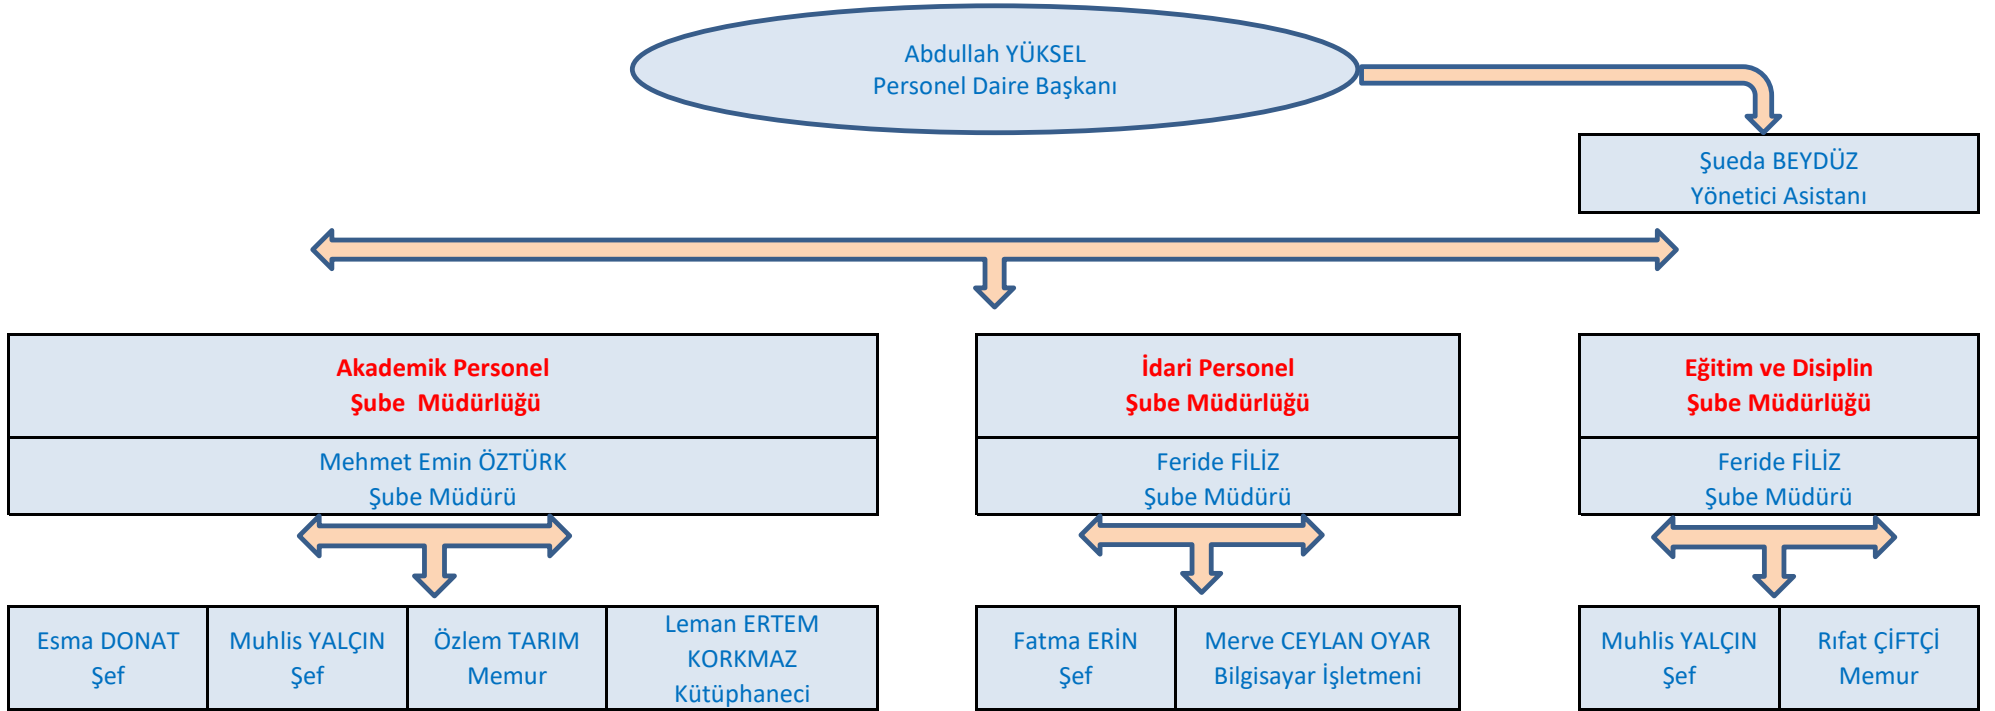 Abdullah YÜKSEL
Personel Daire Başkanı
Şueda BEYDÜZ
Yönetici Asistanı
Akademik Personel
Şube Müdürlüğü
Mehmet Emin ÖZTÜRK
Şube Müdürü
İdari Personel
Şube Müdürlüğü
Feride FİLİZ
Şube Müdürü
Eğitim ve Disiplin
Şube Müdürlüğü
Feride FİLİZ
Şube Müdürü
Esma DONAT
Şef
Muhlis YALÇIN
Şef
Özlem TARIM
Memur
Leman ERTEM
KORKMAZ
Kütüphaneci
Fatma ERİN
Şef
Merve CEYLAN OYAR
Bilgisayar İşletmeni
Muhlis YALÇIN
Şef
Rıfat ÇİFTÇİ
Memur